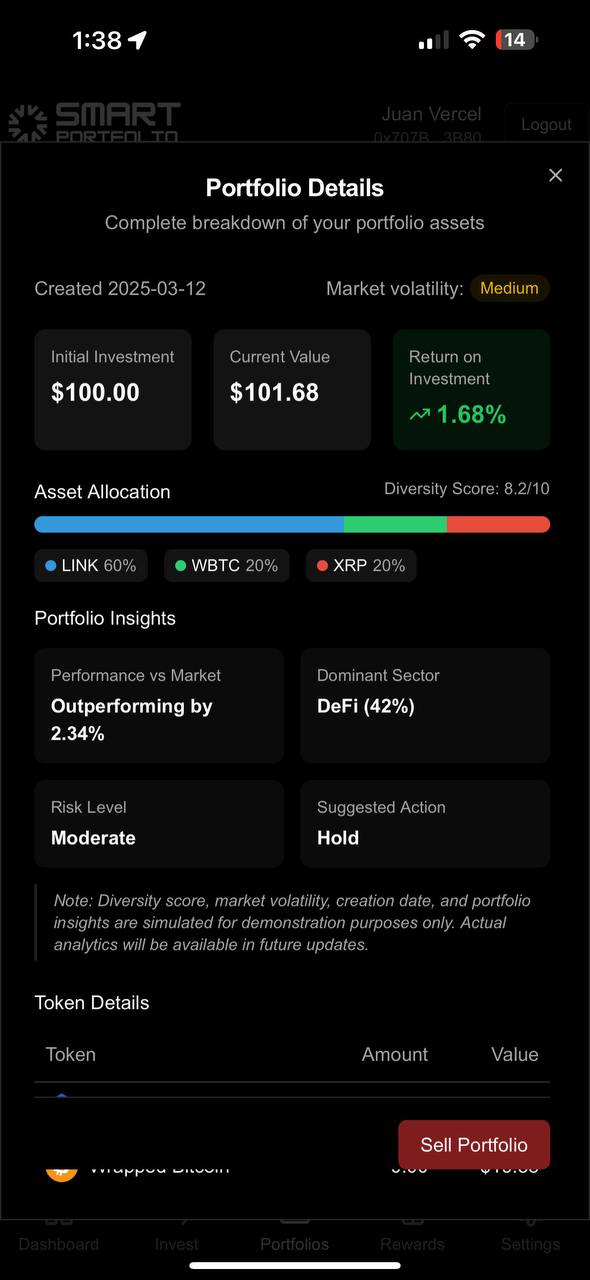 1:38
14
SMART
PORTFOLIO
Juan Vercel
0x707B...3B80
Logout
Portfolio Details
Complete breakdown of your portfolio assets
Created 2025-03-12
Market volatility: Medium
Initial Investment
$100.00
Current Value
$101.68
Return on
Investment
1.68%
Asset Allocation
Diversity Score: 8.2/10
LINK 60%
WBTC 20%
XRP 20%
Portfolio Insights
Performance vs Market
Outperforming by
2.34%
Dominant Sector
DeFi (42%)
Risk Level
Moderate
Suggested Action
Hold
Note: Diversity score, market volatility, creation date, and portfolio
insights are simulated for demonstration purposes only. Actual
analytics will be available in future updates.
Token Details
Token Amount Value
Sell Portfolio
Wrapped Bitcoin
Dashboard
Invest
Portfolios
Rewards
Settings